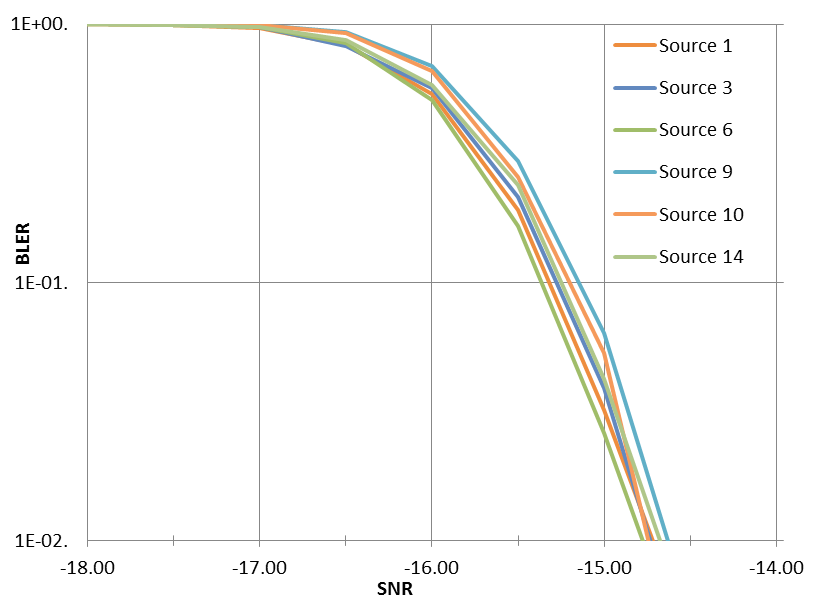 1E+00.
Source 1
Source 3
Source 6
Source 9
Source 10
Source 14
BLER
1E-01.
1E-02.
-18.00 -17.00 -16.00 -15.00 -14.00
SNR